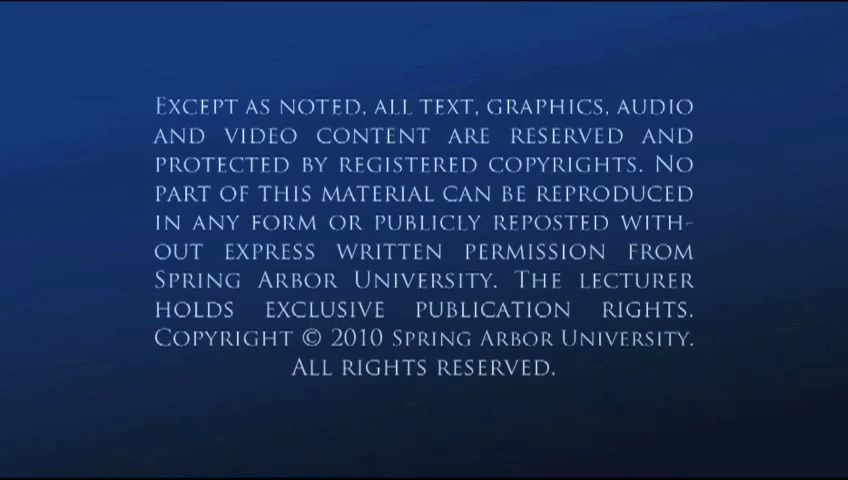 Except as noted, all text, graphics, audio
and video content are reserved and
protected by registered copyrights. No
part of this material can be reproduced
in any form or publicly reposted with-
out express written permission from
Spring Arbor University. The lecturer
holds exclusive publication rights.
Copyright © 2010 Spring Arbor University.
All rights reserved.